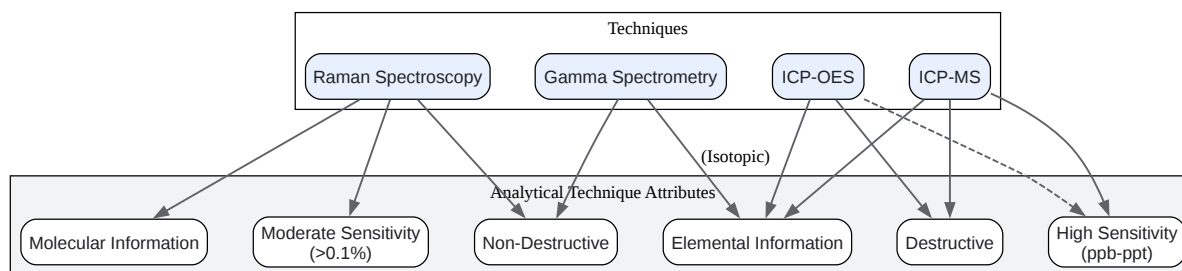 Techniques
Raman Spectroscopy
Gamma Spectrometry
ICP-OES
ICP-MS
(Isotopic)
Analytical Technique Attributes
Molecular Information
Moderate Sensitivity
(>0.1%)
Non-Destructive
Elemental Information
Destructive
High Sensitivity
(ppb-ppt)